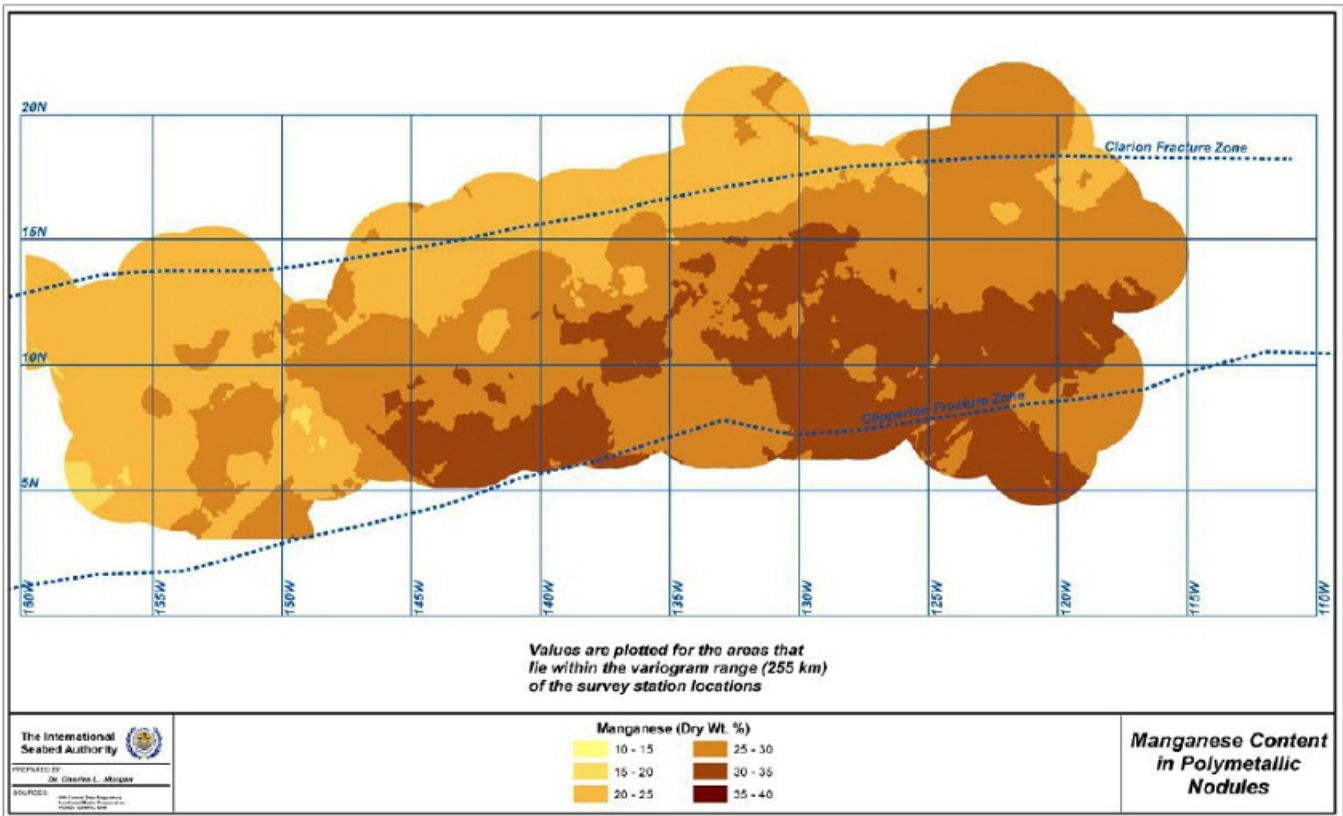 20N
Clarion Fracture Zone
15N
10N
Clipperton Fracture Zone
5N
160W
155W
150W
145W
140W
135W
130W
125W
120W
115W
110W
Values are plotted for the areas that
lie within the variogram range (255 km)
of the survey station locations
The International
Seabed Authority
PREPARED BY
Dr. Charles L. Morgan
SOURCES:
Manganese (Dry Wt. %)
10 - 15
15 - 20
20 - 25
25 - 30
30 - 35
35 - 40
Manganese Content
in Polymetallic
Nodules